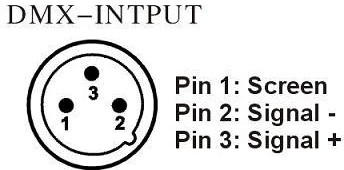 DMX-INTPUT
3
1 2
Pin 1: Screen
Pin 2: Signal -
Pin 3: Signal +